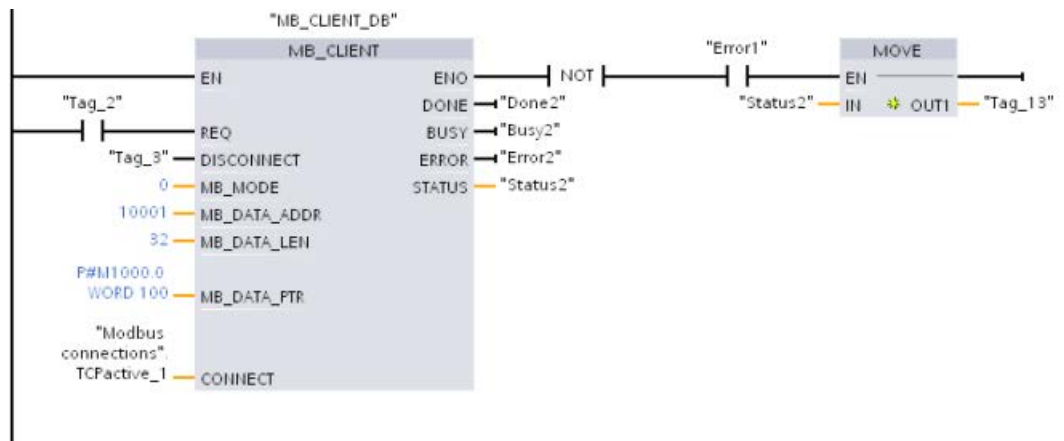 "MB_CLIENT_DB"
MB_CLIENT
"Error1"
MOVE
EN
ENO
NOT
EN
"Tag_2"
DONE
"Done2"
"Status2"
IN
OUT1
"Tag_13"
REQ
BUSY
"Busy2"
"Tag_3"
DISCONNECT
ERROR
"Error2"
0
MB_MODE
STATUS
"Status2"
10001
MB_DATA_ADDR
32
MB_DATA_LEN
P#M1000.0
WORD 100
MB_DATA_PTR
"Modbus
connections".
TCPactive_1
CONNECT